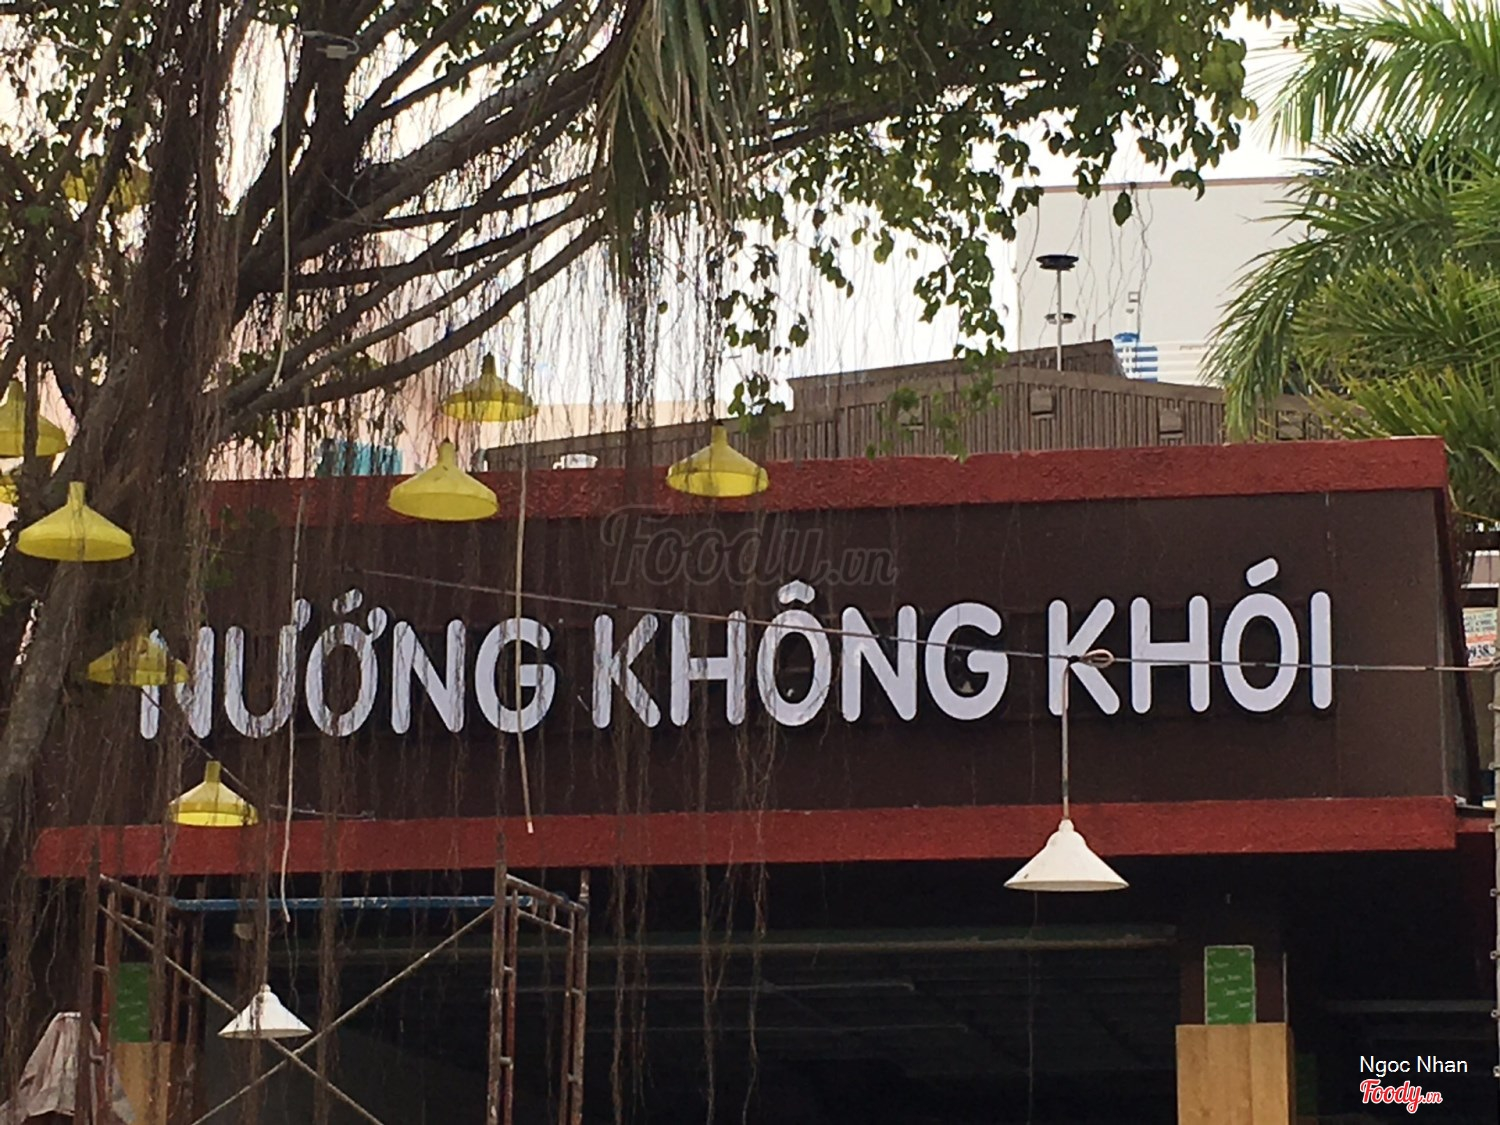 Foody.vn
NƯỚNG KHÔNG KHÓI
Ngoc Nhan
Foody.vn